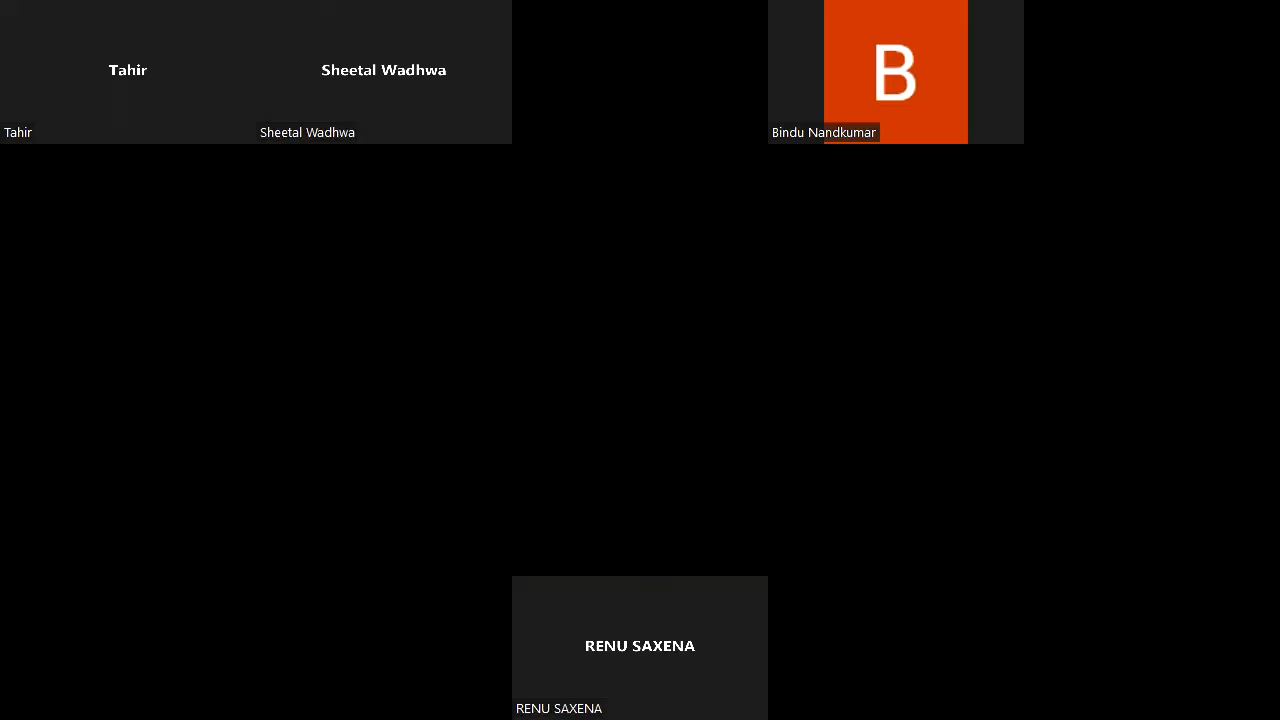 Tahir
Sheetal Wadhwa
B
Tahir
Sheetal Wadhwa
Bindu Nandkumar
RENU SAXENA
RENU SAXENA